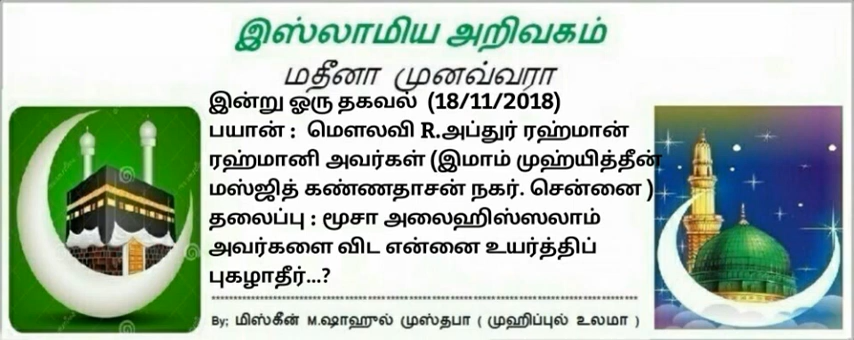 இஸ்லாமிய அறிவகம்
மதீனா முனவ்வரா
இன்று ஓரு தகவல் (18/11/2018)
பயான் : மௌலவி R.அப்துர் ரஹ்மான்
ரஹ்மானி அவர்கள் (இமாம் முஹ்யித்தீன்
மஸ்ஜித் கண்ணதாசன் நகர். சென்னை )
தலைப்பு : மூசா அலைஹிஸ்ஸலாம்
அவர்களை விட என்னை உயர்த்திப்
புகழாதீர்...?
By; மிஸ்கீன் M.ஷாஹுல் முஸ்தபா ( முஹிப்புல் உலமா )